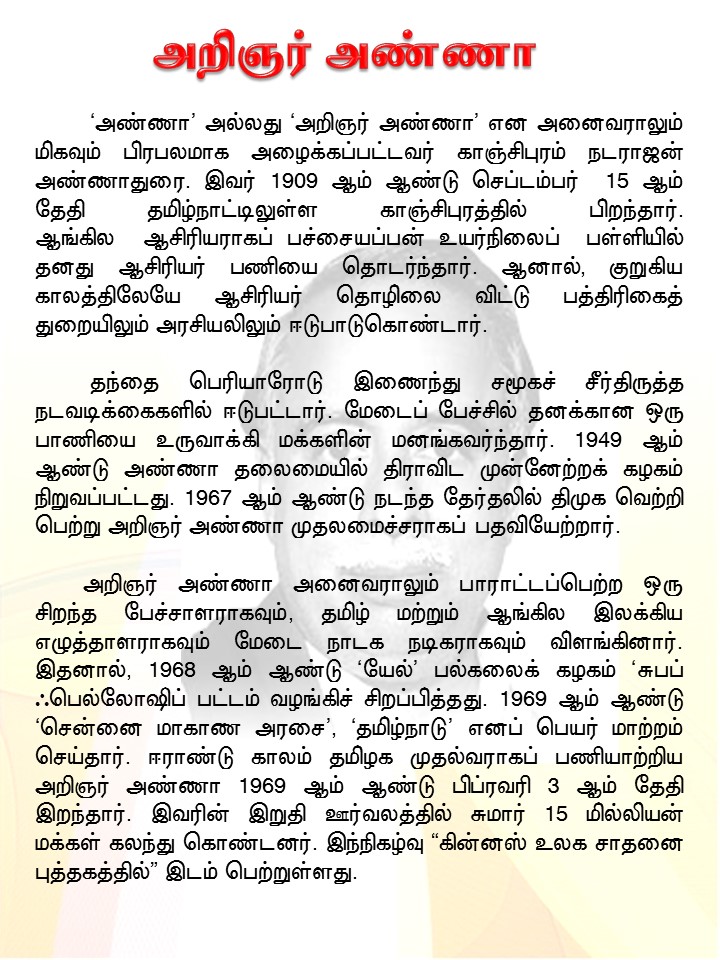 அறிஞர் அண்ணா
‘அண்ணா’ அல்லது ‘அறிஞர் அண்ணா’ என அனைவராலும்
மிகவும் பிரபலமாக அழைக்கப்பட்டவர் காஞ்சிபுரம் நடராஜன்
அண்ணாதுரை. இவர் 1909 ஆம் ஆண்டு செப்டம்பர் 15 ஆம்
தேதி தமிழ்நாட்டிலுள்ள காஞ்சிபுரத்தில் பிறந்தார்.
ஆங்கில ஆசிரியராகப் பச்சையப்பன் உயர்நிலைப் பள்ளியில்
தனது ஆசிரியர் பணியை தொடர்ந்தார். ஆனால், குறுகிய
காலத்திலேயே ஆசிரியர் தொழிலை விட்டு பத்திரிகைத்
துறையிலும் அரசியலிலும் ஈடுபாடுகொண்டார்.
தந்தை பெரியாரோடு இணைந்து சமூகச் சீர்திருத்த
நடவடிக்கைகளில் ஈடுபட்டார். மேடைப் பேச்சில் தனக்கான ஒரு
பாணியை உருவாக்கி மக்களின் மனங்கவர்ந்தார். 1949 ஆம்
ஆண்டு அண்ணா தலைமையில் திராவிட முன்னேற்றக் கழகம்
நிறுவப்பட்டது. 1967 ஆம் ஆண்டு நடந்த தேர்தலில் திமுக வெற்றி
பெற்று அறிஞர் அண்ணா முதலமைச்சராகப் பதவியேற்றார்.
அறிஞர் அண்ணா அனைவராலும் பாராட்டப்பெற்ற ஒரு
சிறந்த பேச்சாளராகவும், தமிழ் மற்றும் ஆங்கில இலக்கிய
எழுத்தாளராகவும் மேடை நாடக நடிகராகவும் விளங்கினார்.
இதனால், 1968 ஆம் ஆண்டு ‘யேல்’ பல்கலைக் கழகம் ‘சுபப்
ஃபெல்லோஷிப் பட்டம் வழங்கிச் சிறப்பித்தது. 1969 ஆம் ஆண்டு
‘சென்னை மாகாண அரசை’, ‘தமிழ்நாடு’ எனப் பெயர் மாற்றம்
செய்தார். ஈராண்டு காலம் தமிழக முதல்வராகப் பணியாற்றிய
அறிஞர் அண்ணா 1969 ஆம் ஆண்டு பிப்ரவரி 3 ஆம் தேதி
இறந்தார். இவரின் இறுதி ஊர்வலத்தில் சுமார் 15 மில்லியன்
மக்கள் கலந்து கொண்டனர். இந்நிகழ்வு “கின்னஸ் உலக சாதனை
புத்தகத்தில்” இடம் பெற்றுள்ளது.